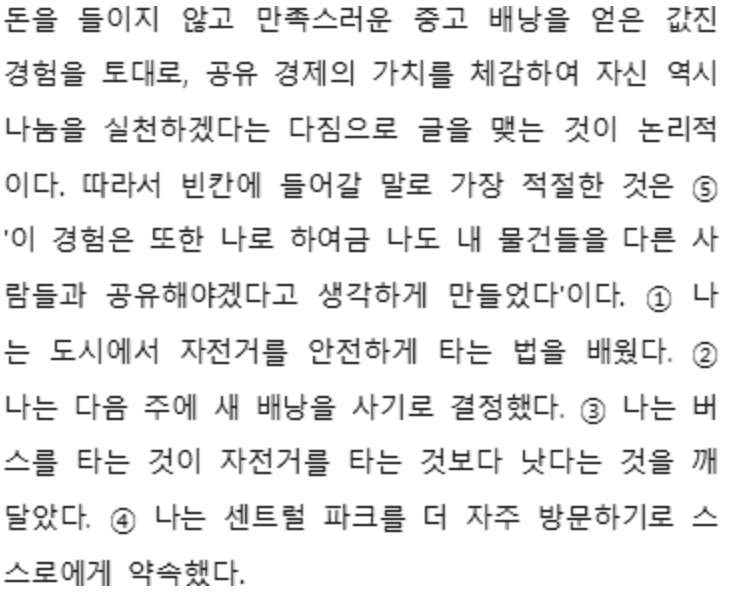 돈을 들이지 않고 만족스러운 중고 배낭을 얻은 값진
경험을 토대로, 공유 경제의 가치를 체감하여 자신 역시
나눔을 실천하겠다는 다짐으로 글을 맺는 것이 논리적
이다. 따라서 빈칸에 들어갈 말로 가장 적절한 것은 ⑤
'이 경험은 또한 나로 하여금 나도 내 물건들을 다른 사
람들과 공유해야겠다고 생각하게 만들었다'이다. ① 나
는 도시에서 자전거를 안전하게 타는 법을 배웠다. ②
나는 다음 주에 새 배낭을 사기로 결정했다. ③ 나는 버
스를 타는 것이 자전거를 타는 것보다 낫다는 것을 깨
달았다. ④ 나는 센트럴 파크를 더 자주 방문하기로 스
스로에게 약속했다.